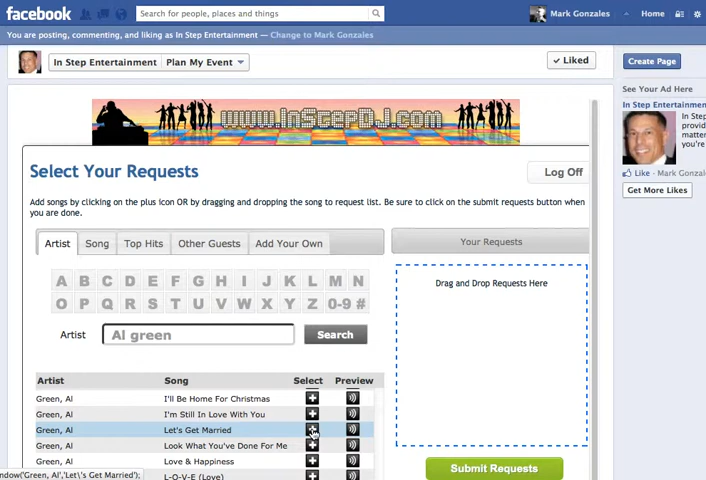 facebook
Search for people, places and things
Mark Gonzales
Home
You are posting, commenting, and liking as In Step Entertainment — Change to Mark Gonzales
In Step Entertainment
Plan My Event
✓ Liked
Create Page
www.InStepDJ.com
See Your Ad Here
In Step Entertainment
In Step
provid
matter
you're
Like · Mark Gonzal
Get More Likes
Select Your Requests
Log Off
Add songs by clicking on the plus icon OR by dragging and dropping the song to request list. Be sure to click on the submit requests button when
you are done.
Artist
Song
Top Hits
Other Guests
Add Your Own
Your Requests
A B C D E F G H I J K L M N
O P Q R S T U V W X Y Z 0-9 #
Drag and Drop Requests Here
Artist
Al green
Search
Artist Song Select Preview
Green, Al I'll Be Home For Christmas
Green, Al I'm Still In Love With You
Green, Al Let's Get Married
Green, Al Look What You've Done For Me
Green, Al Love & Happiness
L-O-V-E (Love)
Submit Requests
ndow('Green, Al','Let\'s Get Married');